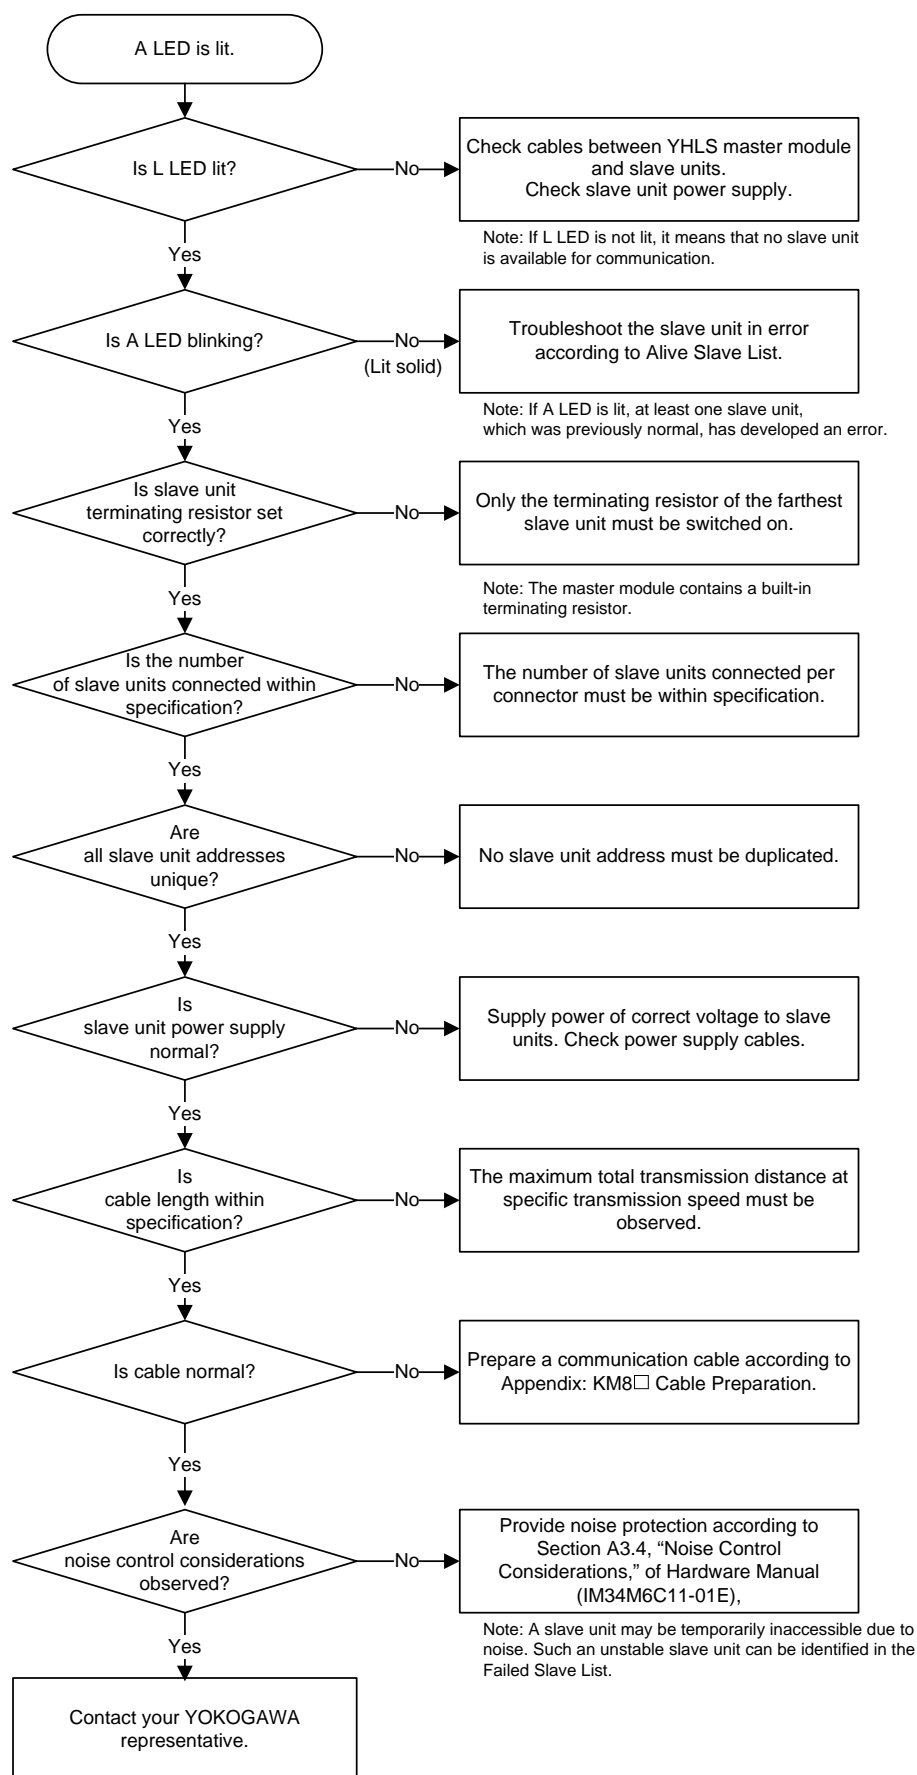 A LED is lit.
Is L LED lit?
No
Check cables between YHLS master module
and slave units.
Check slave unit power supply.
Note: If L LED is not lit, it means that no slave unit
is available for communication.
Yes
Is A LED blinking?
No
(Lit solid)
Troubleshoot the slave unit in error
according to Alive Slave List.
Note: If A LED is lit, at least one slave unit,
which was previously normal, has developed an error.
Yes
Is slave unit
terminating resistor set
correctly?
No
Only the terminating resistor of the farthest
slave unit must be switched on.
Note: The master module contains a built-in
terminating resistor.
Yes
Is the number
of slave units connected within
specification?
No
The number of slave units connected per
connector must be within specification.
Yes
Are
all slave unit addresses
unique?
No
No slave unit address must be duplicated.
Yes
Is
slave unit power supply
normal?
No
Supply power of correct voltage to slave
units. Check power supply cables.
Yes
Is
cable length within
specification?
No
The maximum total transmission distance at
specific transmission speed must be
observed.
Yes
Is cable normal?
No
Prepare a communication cable according to
Appendix: KM8□ Cable Preparation.
Yes
Are
noise control considerations
observed?
No
Provide noise protection according to
Section A3.4, “Noise Control
Considerations,” of Hardware Manual
(IM34M6C11-01E),
Note: A slave unit may be temporarily inaccessible due to
noise. Such an unstable slave unit can be identified in the
Failed Slave List.
Yes
Contact your YOKOGAWA
representative.